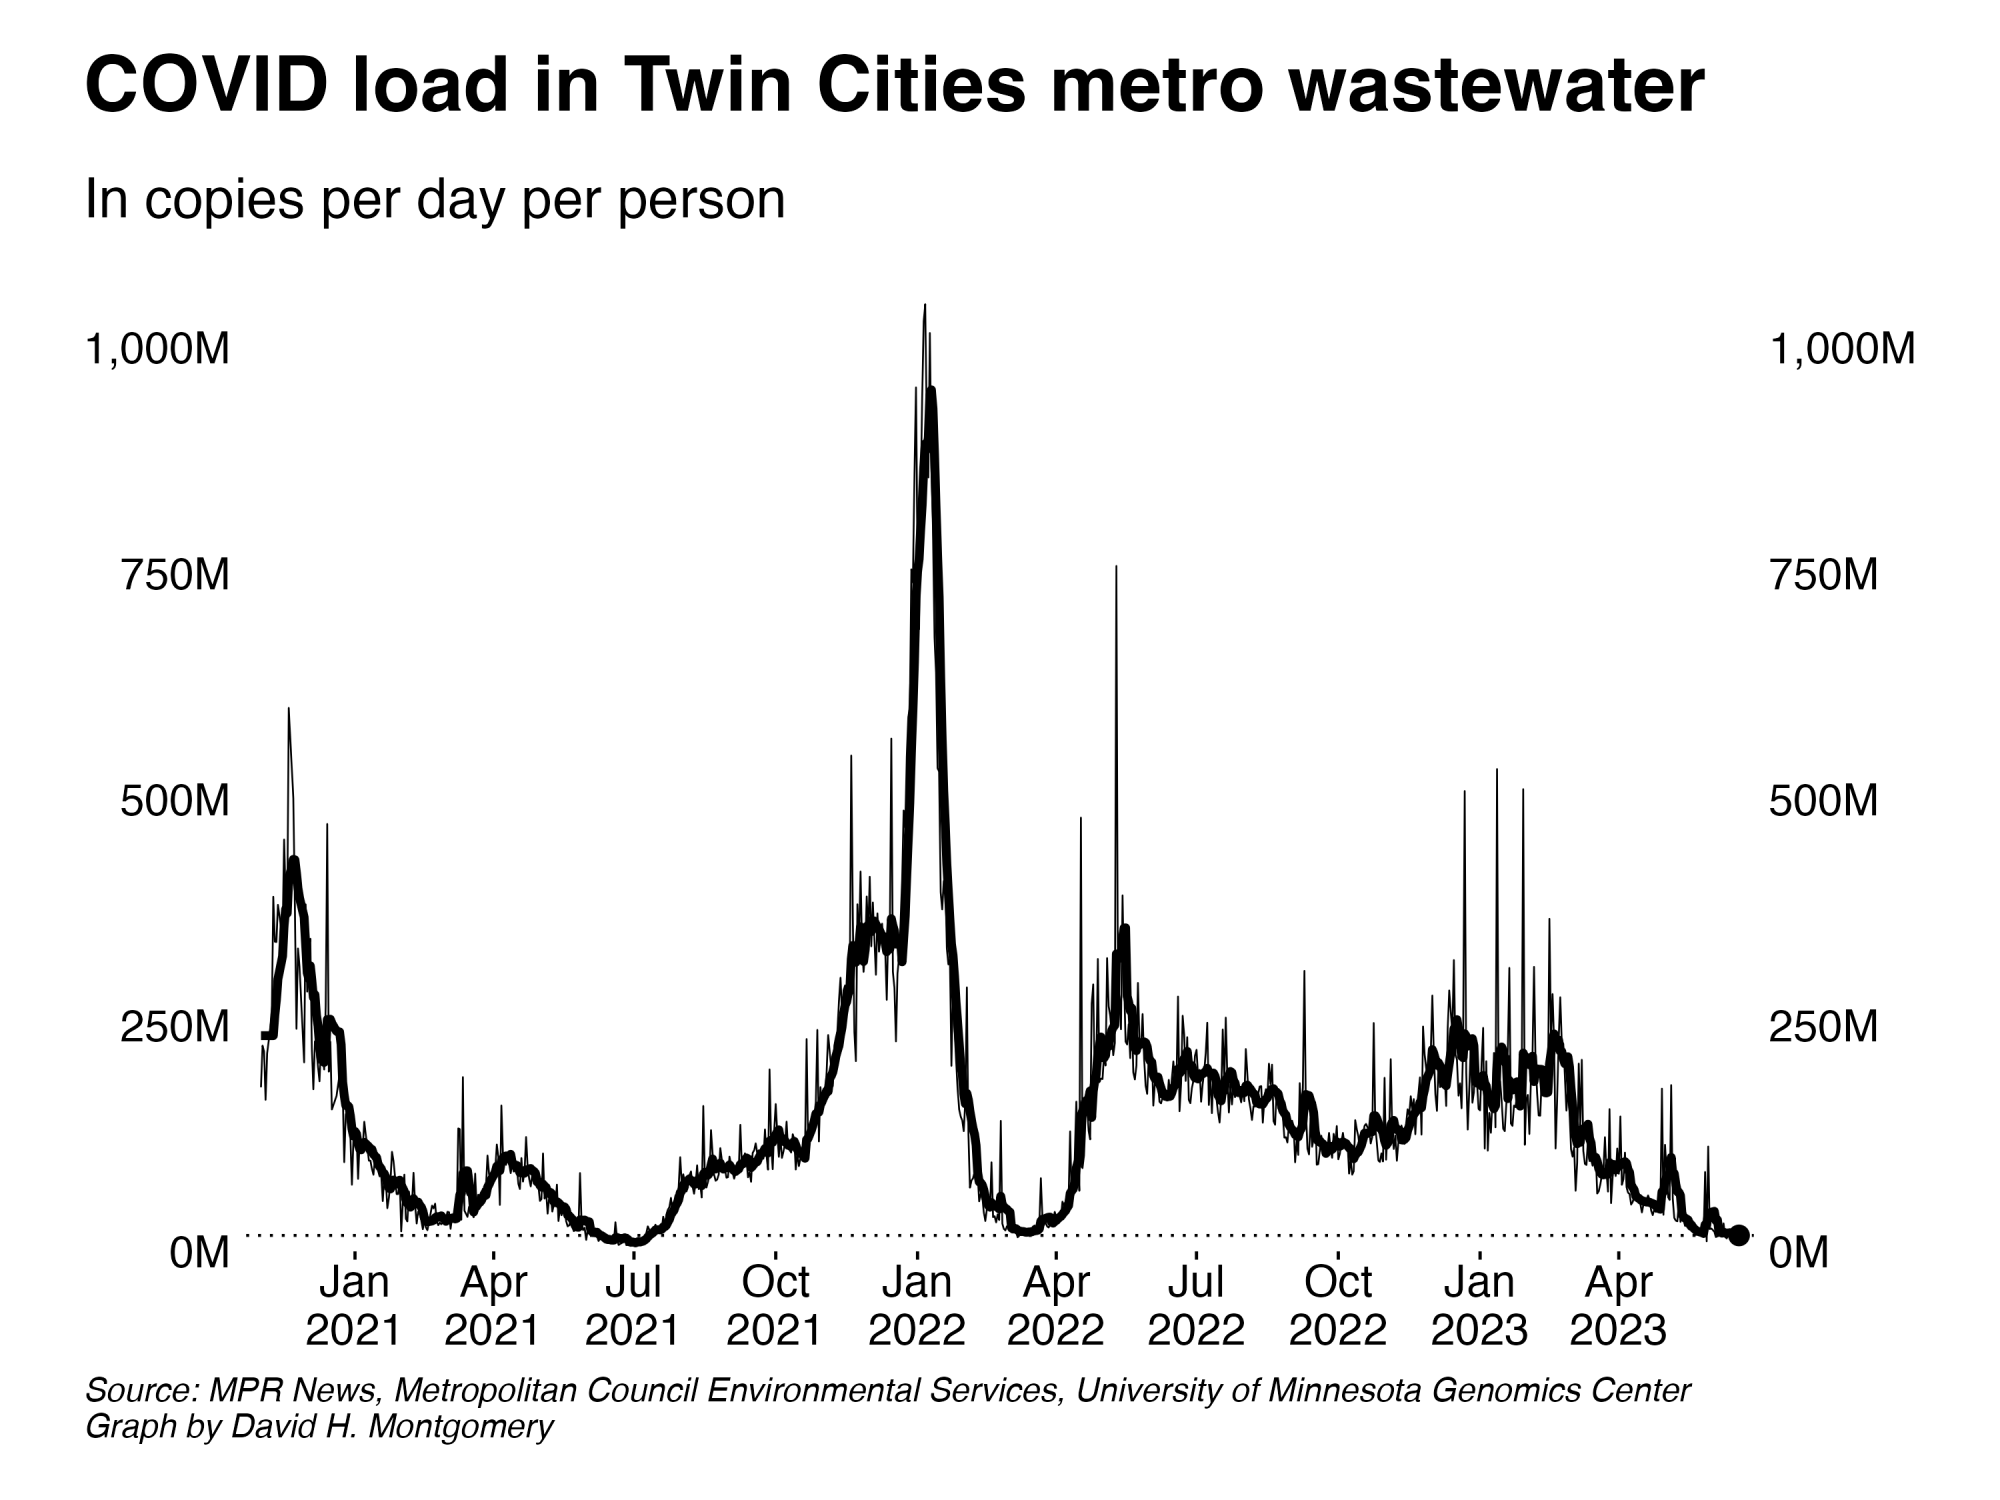 COVID load in Twin Cities metro wastewater
In copies per day per person
1,000M 1,000M
750M 750M
500M 500M
250M 250M
0M 0M
Jan Apr Jul Oct Jan Apr Jul Oct Jan Apr
2021 2021 2021 2021 2022 2022 2022 2022 2023 2023
Source: MPR News, Metropolitan Council Environmental Services, University of Minnesota Genomics Center
Graph by David H. Montgomery